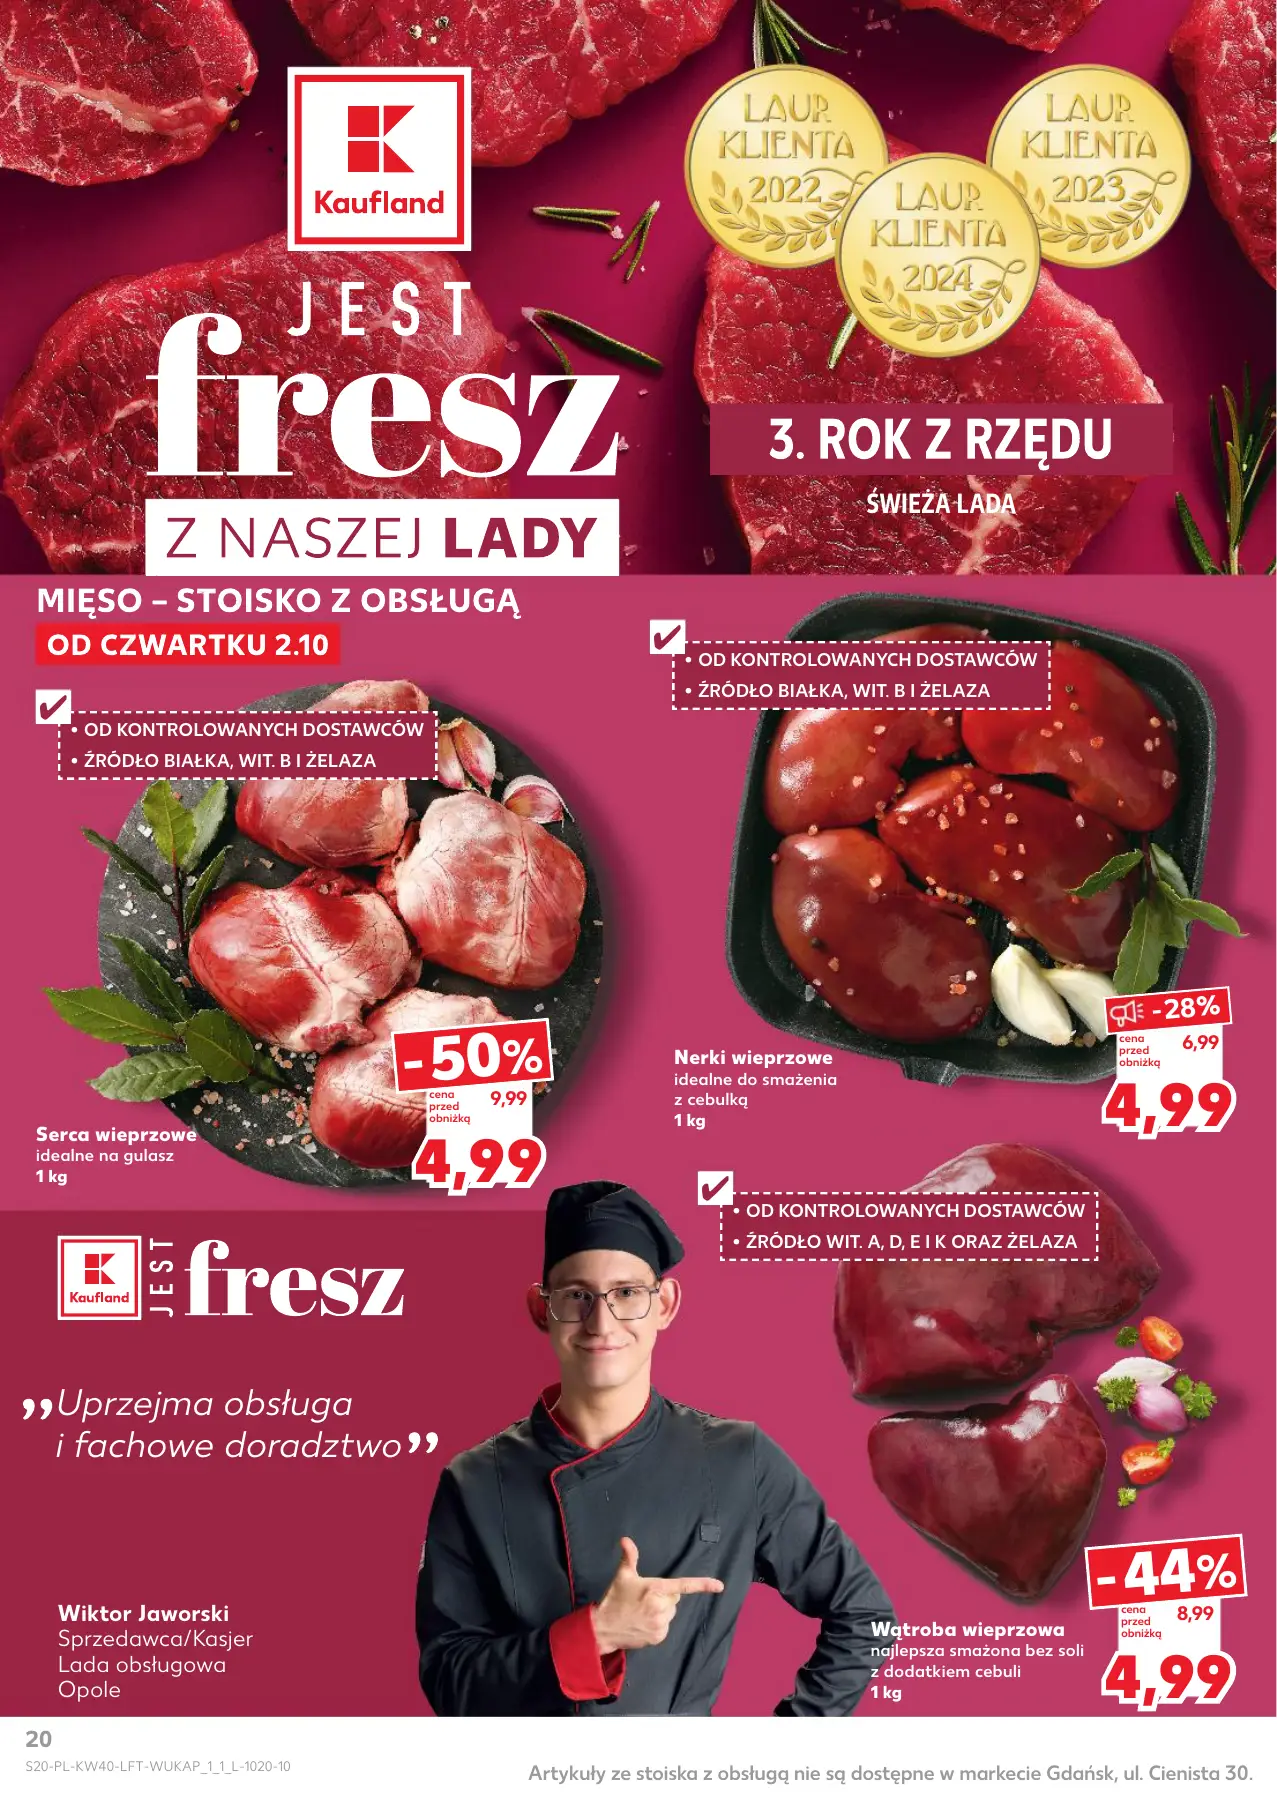 Kaufland
JEST
fresz
Z NASZEJ LADY
LAUR
KLIENTA
2022
LAUR
KLIENTA
2024
LAUR
KLIENTA
2023
3. ROK Z RZĘDU
ŚWIEŻA LADA
MIĘSO – STOISKO Z OBSŁUGĄ
OD CZWARTKU 2.10
• OD KONTROLOWANYCH DOSTAWCÓW
• ŹRÓDŁO BIAŁKA, WIT. B I ŻELAZA
-50%
cena
przed
obniżką
9,99
4,99
Serca wieprzowe
idealne na gulasz
1 kg
• OD KONTROLOWANYCH DOSTAWCÓW
• ŹRÓDŁO BIAŁKA, WIT. B I ŻELAZA
Nerki wieprzowe
idealne do smażenia
z cebulką
1 kg
-28%
cena
przed
obniżką
6,99
4,99
• OD KONTROLOWANYCH DOSTAWCÓW
• ŹRÓDŁO WIT. A, D, E I K ORAZ ŻELAZA
-44%
cena
przed
obniżką
8,99
4,99
Wątroba wieprzowa
najlepsza smażona bez soli
z dodatkiem cebuli
1 kg
Kaufland
JEST
fresz
„Uprzejma obsługa
i fachowe doradztwo”
Wiktor Jaworski
Sprzedawca/Kasjer
Lada obsługowa
Opole
20
S20-PL-KW40-LFT-WUKAP_1_1_L-1020-10
Artykuły ze stoiska z obsługą nie są dostępne w markecie Gdańsk, ul. Cienista 30.